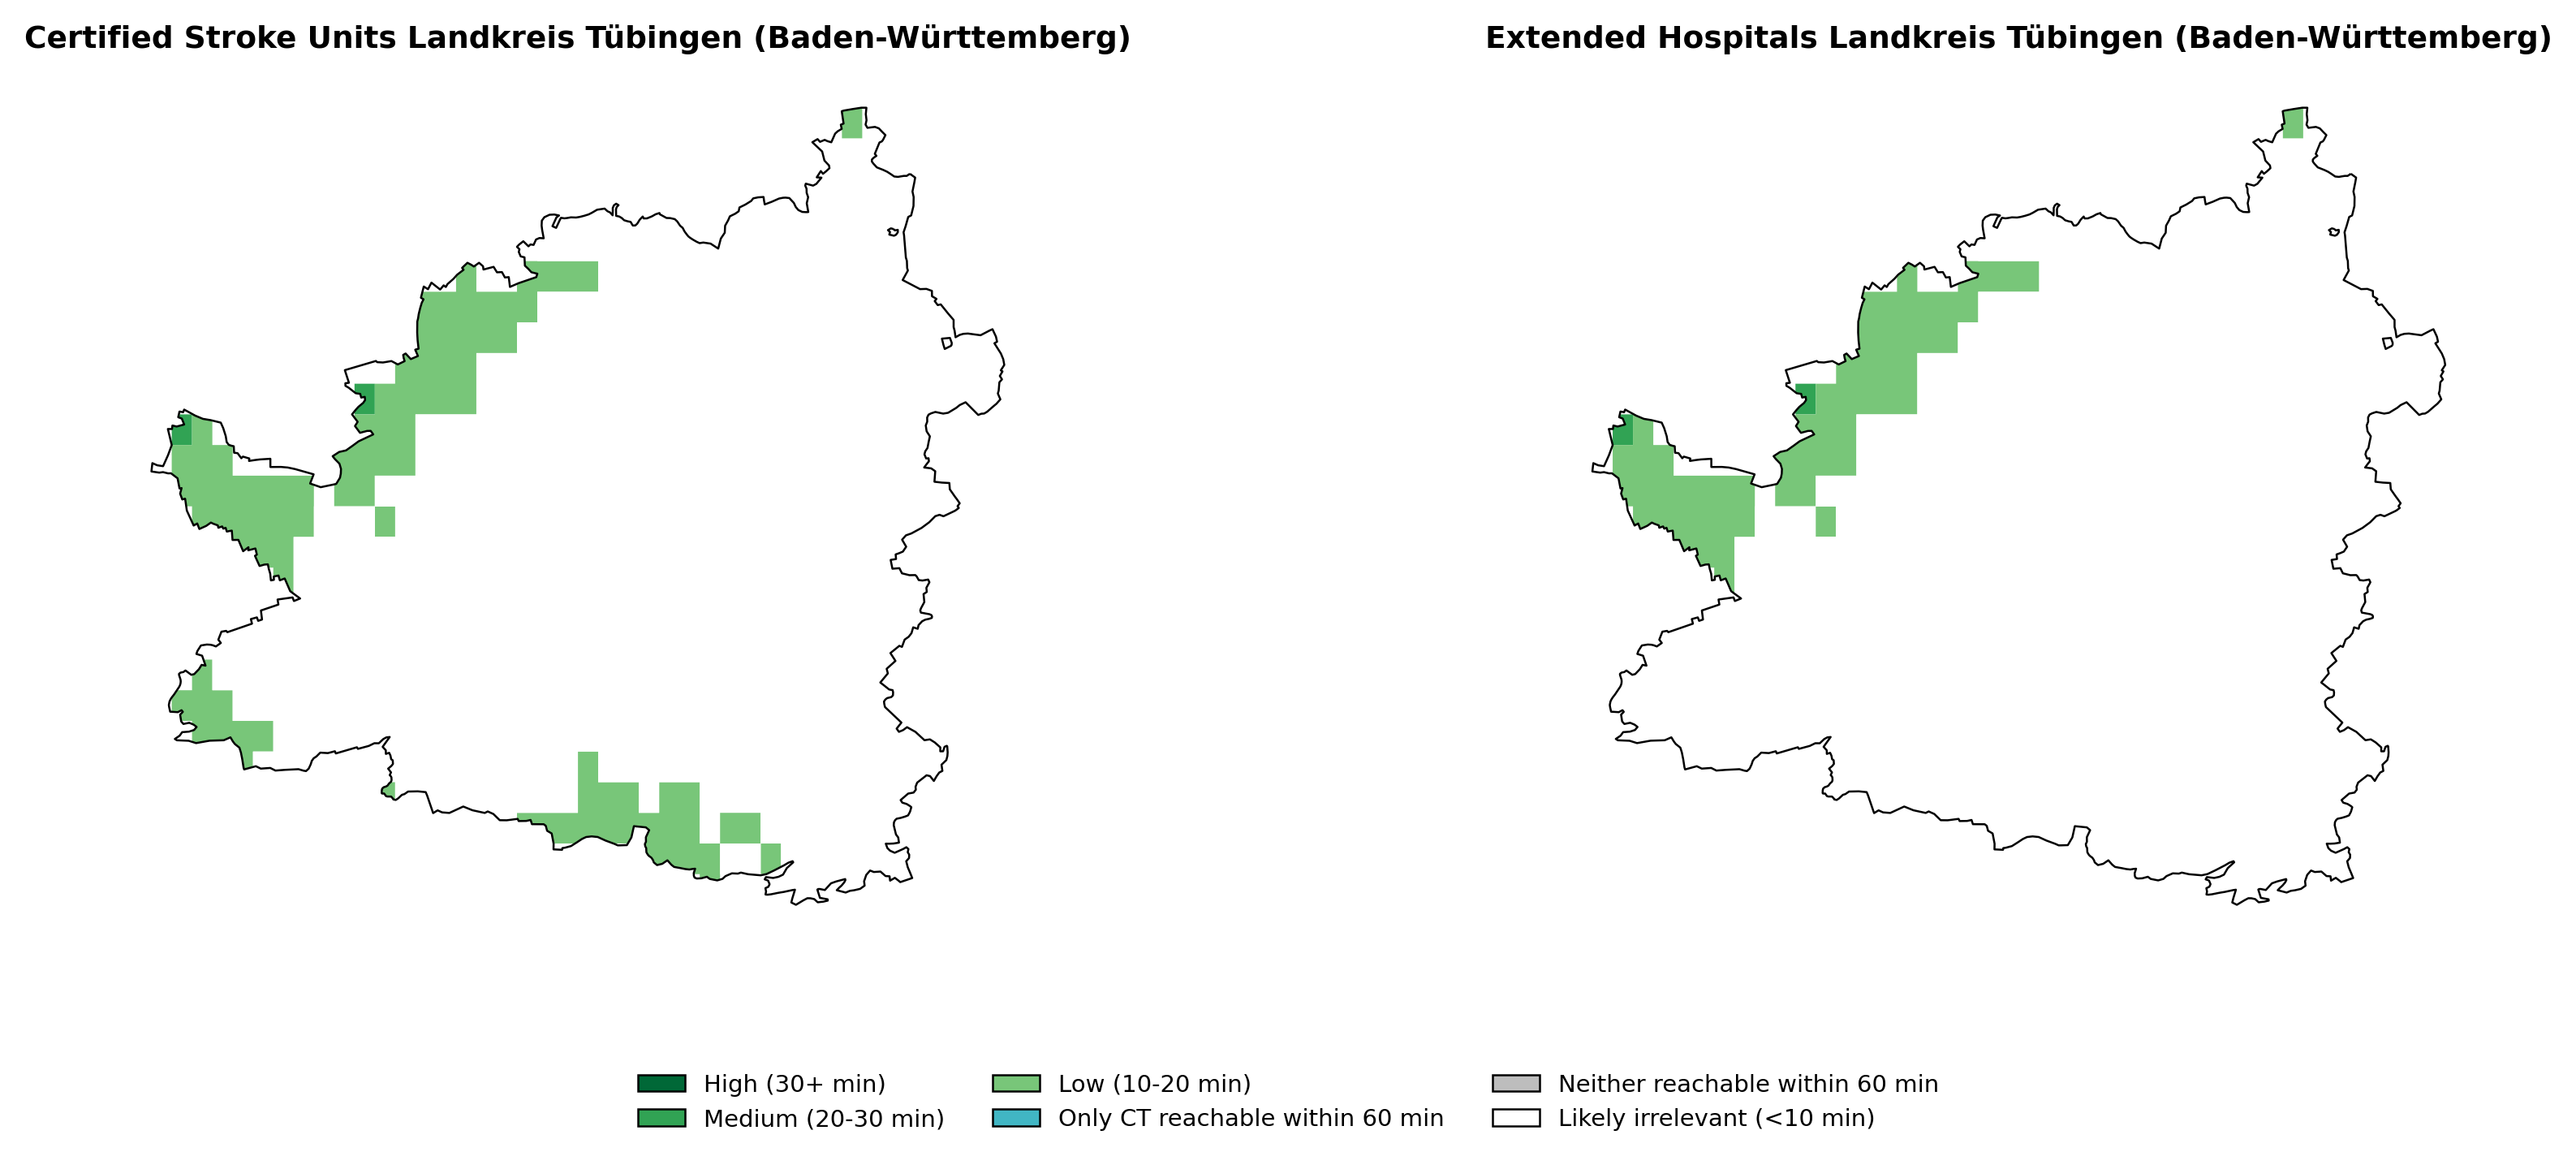 Certified Stroke Units Landkreis Tübingen (Baden-Württemberg)
Extended Hospitals Landkreis Tübingen (Baden-Württemberg)
High (30+ min)
Medium (20-30 min)
Low (10-20 min)
Only CT reachable within 60 min
Neither reachable within 60 min
Likely irrelevant (<10 min)